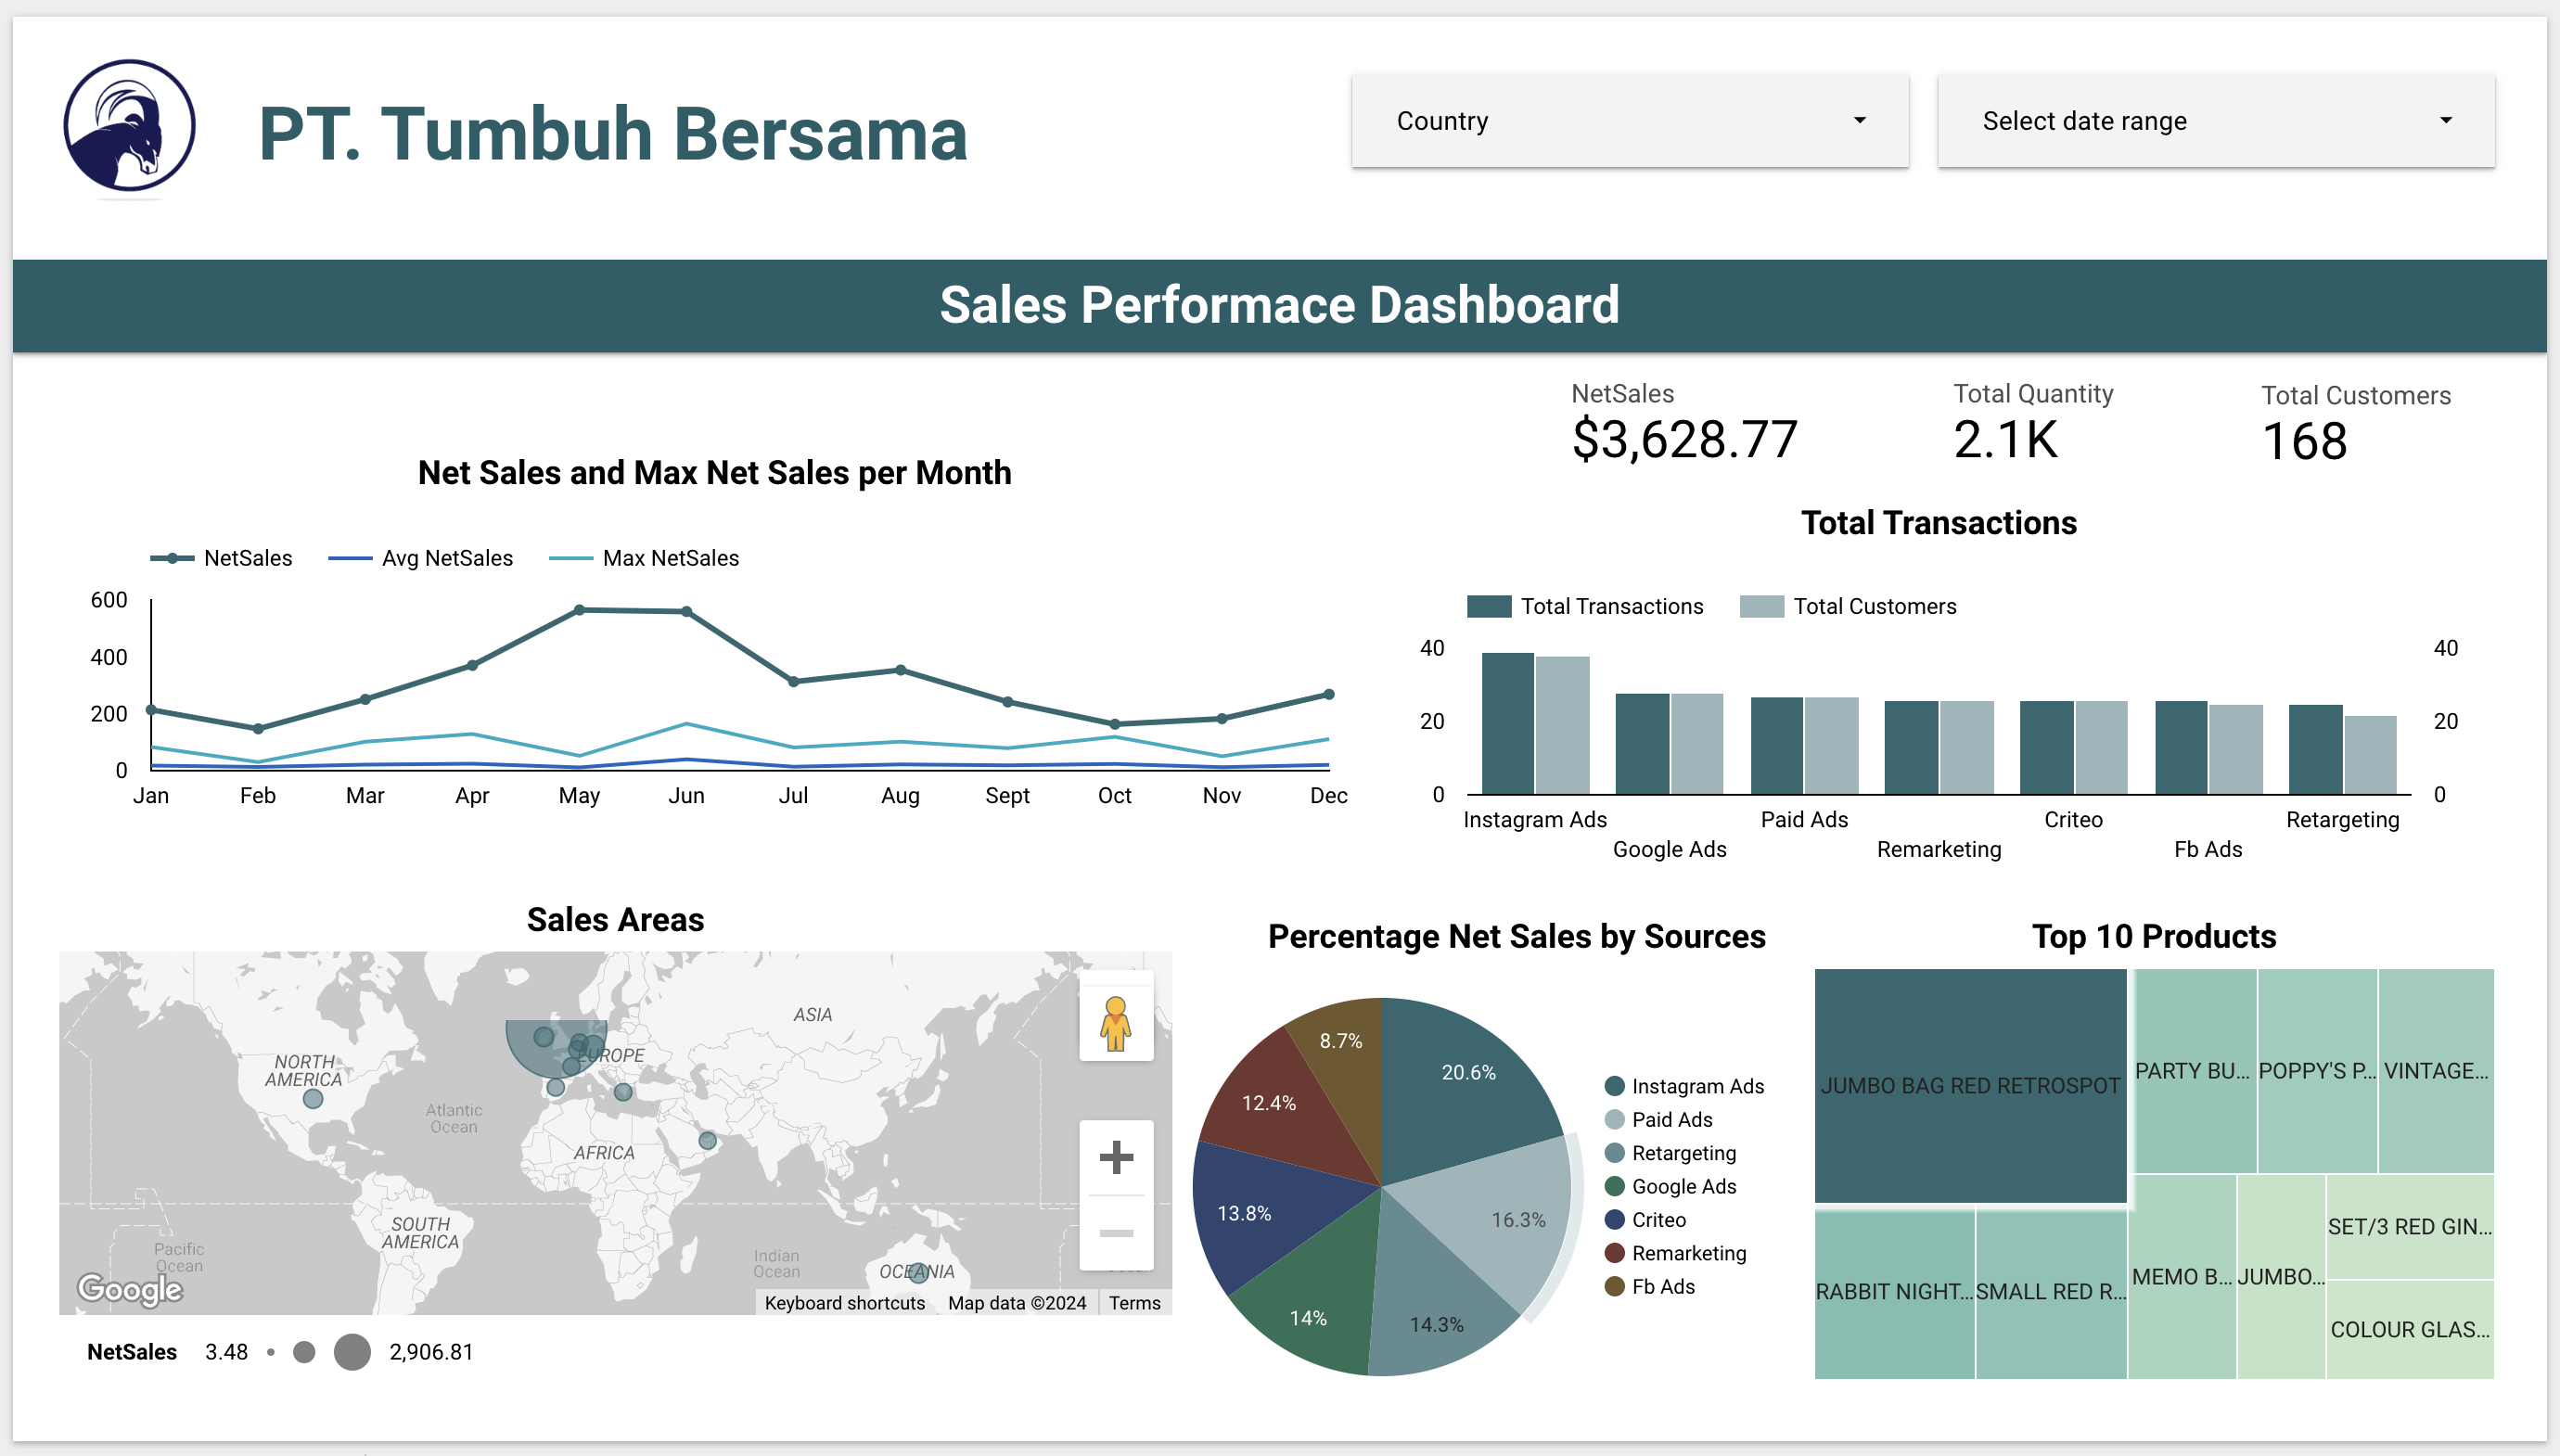 PT. Tumbuh Bersama
Country
Select date range
Sales Performace Dashboard
NetSales
$3,628.77
Total Quantity
2.1K
Total Customers
168
Net Sales and Max Net Sales per Month
NetSales Avg NetSales Max NetSales
600
400
200
0
Jan Feb Mar Apr May Jun Jul Aug Sept Oct Nov Dec
Total Transactions
Total Transactions Total Customers
40 40
20 20
0 0
Instagram Ads Paid Ads Criteo Retargeting
Google Ads Remarketing Fb Ads
Sales Areas
ASIA
EUROPE
NORTH
AMERICA
Atlantic
Ocean
AFRICA
SOUTH
AMERICA
Pacific
Ocean
Indian
Ocean
OCEANIA
Google
Keyboard shortcuts Map data ©2024 Terms
NetSales 3.48 2,906.81
Percentage Net Sales by Sources
20.6%
16.3%
14.3%
14%
13.8%
12.4%
8.7%
Instagram Ads
Paid Ads
Retargeting
Google Ads
Criteo
Remarketing
Fb Ads
Top 10 Products
JUMBO BAG RED RETROSPOT
PARTY BU...
POPPY'S P...
VINTAGE...
RABBIT NIGHT...
SMALL RED R...
MEMO B...
JUMBO...
SET/3 RED GIN...
COLOUR GLAS...